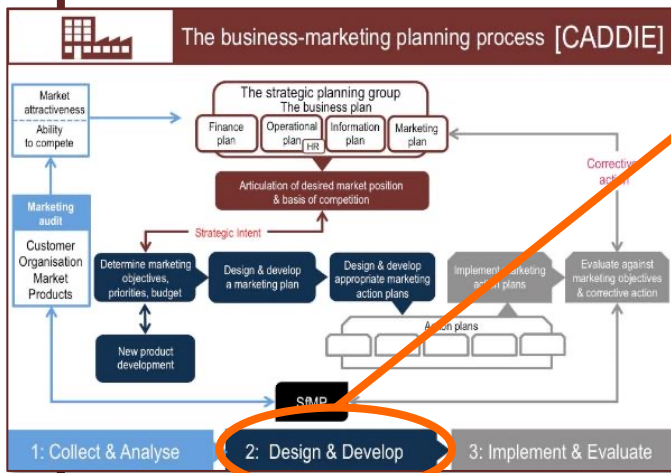 The business-marketing planning process [CADDIE]
Market
attractiveness
Ability
to compete
The strategic planning group
The business plan
Finance
plan
Operational
plan
HR
Information
plan
Marketing
plan
Corrective
action
Articulation of desired market position
& basis of competition
Marketing
audit
Customer
Organisation
Market
Products
Strategic Intent
Determine marketing
objectives,
priorities, budget
Design & develop
a marketing plan
Design & develop
appropriate marketing
action plans
Implement marketing
action plans
Evaluate against
marketing objectives
& corrective action
New product
development
Action plans
SfMP
1: Collect & Analyse
2: Design & Develop
3: Implement & Evaluate